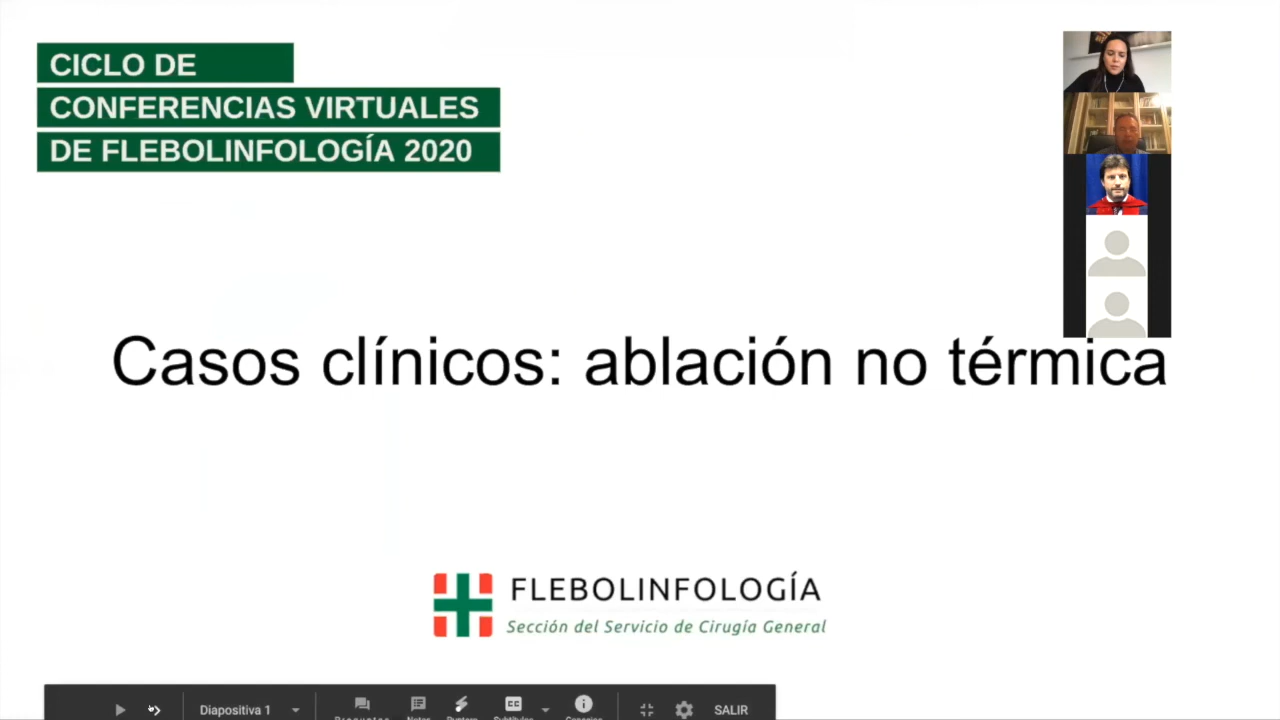 CICLO DE
CONFERENCIAS VIRTUALES
DE FLEBOLINFOLOGÍA 2020
Casos clínicos: ablación no térmica
FLEBOLINFOLOGÍA
Sección del Servicio de Cirugía General
Diapositiva 1
CC
SALIR